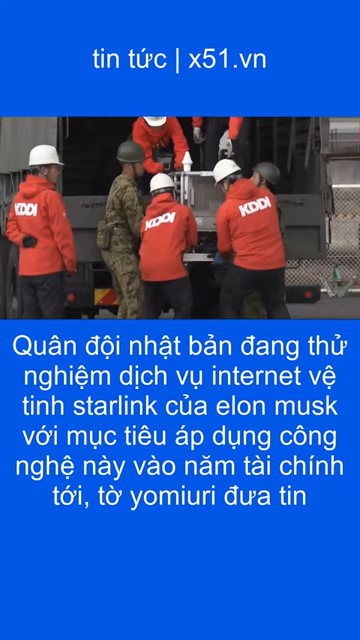 tin tức | x51.vn
KDDI
KDDI
KDDI
Quân đội nhật bản đang thử
nghiệm dịch vụ internet vệ
tinh starlink của elon musk
với mục tiêu áp dụng công
nghệ này vào năm tài chính
tới, tờ yomiuri đưa tin